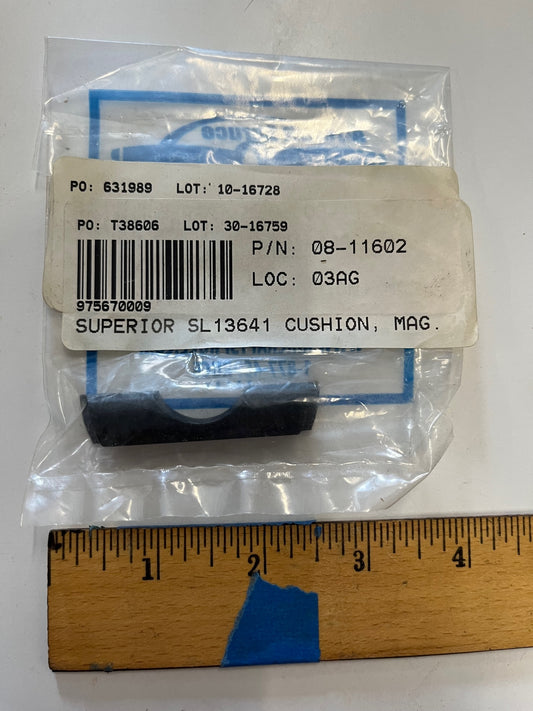 PO: 631989 LOT: 10-16728
PO: T38606 LOT: 30-16759
P/N: 08-11602
LOC: 03AG
975670009
SUPERIOR SL13641 CUSHION, MAG.
1 2 3 4